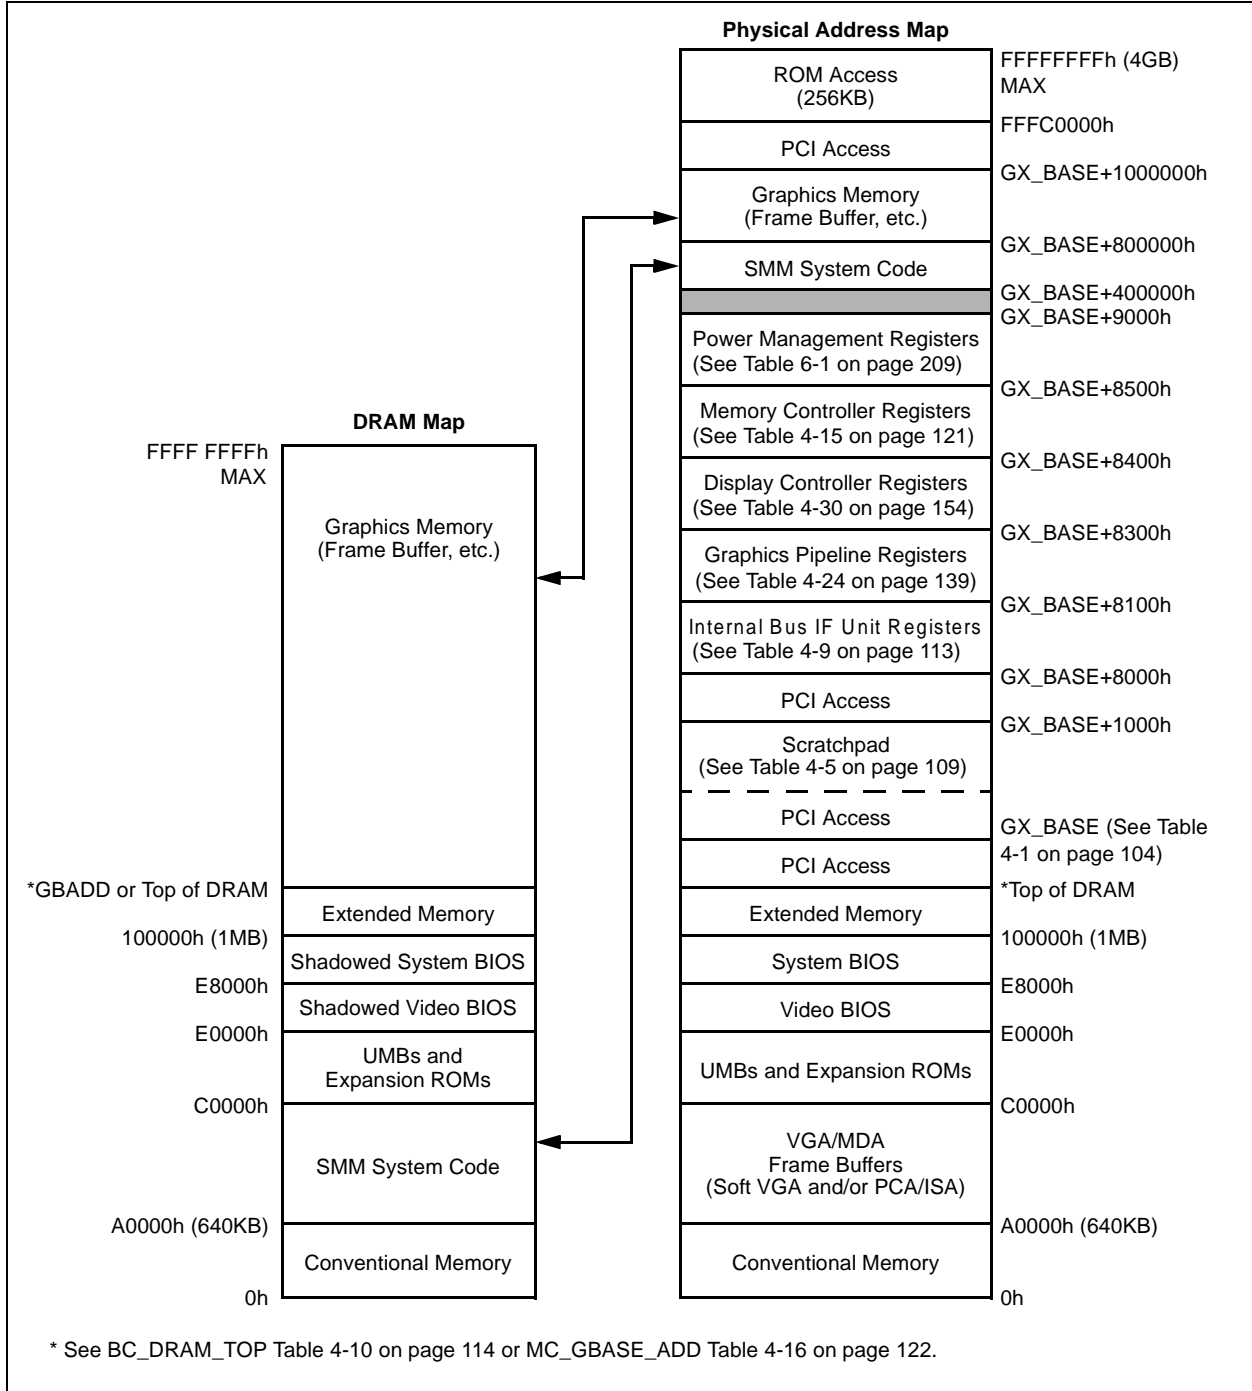 Physical Address Map
FFFFFFFFh (4GB)
MAX
ROM Access
(256KB)
FFFC0000h
PCI Access
GX_BASE+1000000h
Graphics Memory
(Frame Buffer, etc.)
GX_BASE+800000h
SMM System Code
GX_BASE+400000h
GX_BASE+9000h
Power Management Registers
(See Table 6-1 on page 209)
GX_BASE+8500h
Memory Controller Registers
(See Table 4-15 on page 121)
GX_BASE+8400h
Display Controller Registers
(See Table 4-30 on page 154)
GX_BASE+8300h
Graphics Pipeline Registers
(See Table 4-24 on page 139)
GX_BASE+8100h
Internal Bus IF Unit Registers
(See Table 4-9 on page 113)
GX_BASE+8000h
PCI Access
GX_BASE+1000h
Scratchpad
(See Table 4-5 on page 109)
PCI Access
GX_BASE (See Table
4-1 on page 104)
PCI Access
*Top of DRAM
Extended Memory
100000h (1MB)
System BIOS
E8000h
Video BIOS
E0000h
UMBs and Expansion ROMs
C0000h
VGA/MDA
Frame Buffers
(Soft VGA and/or PCA/ISA)
A0000h (640KB)
Conventional Memory
0h
DRAM Map
FFFF FFFFh
MAX
Graphics Memory
(Frame Buffer, etc.)
*GBADD or Top of DRAM
Extended Memory
100000h (1MB)
Shadowed System BIOS
E8000h
Shadowed Video BIOS
E0000h
UMBs and
Expansion ROMs
C0000h
SMM System Code
A0000h (640KB)
Conventional Memory
0h
* See BC_DRAM_TOP Table 4-10 on page 114 or MC_GBASE_ADD Table 4-16 on page 122.